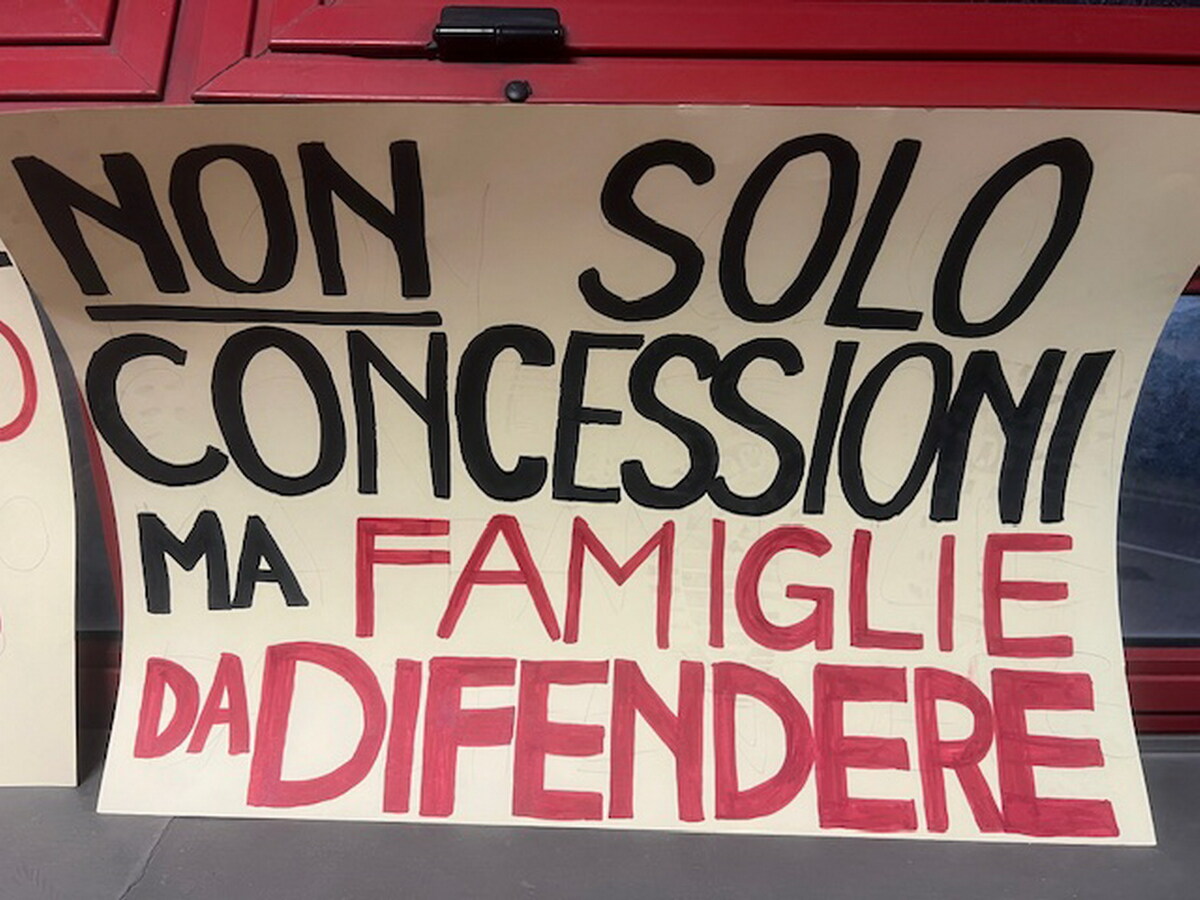 NON SOLO
CONCESSIONI
MA FAMIGLIE
DA DIFENDERE